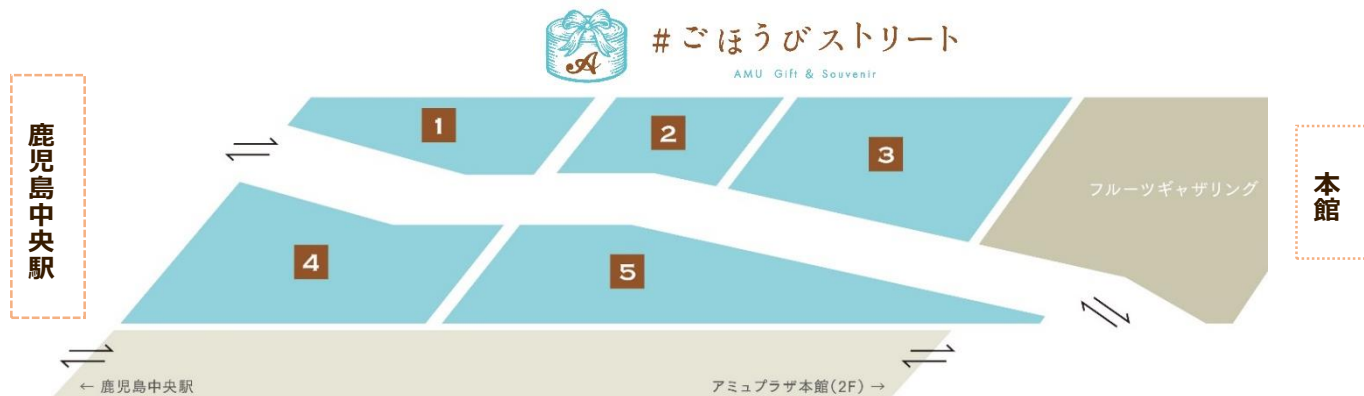 A
#ごほうびストリート
AMU Gift & Souvenir
鹿児島中央駅
1
2
3
フルーツギャザリング
本館
4
5
← 鹿児島中央駅
アミュプラザ本館(2F) →